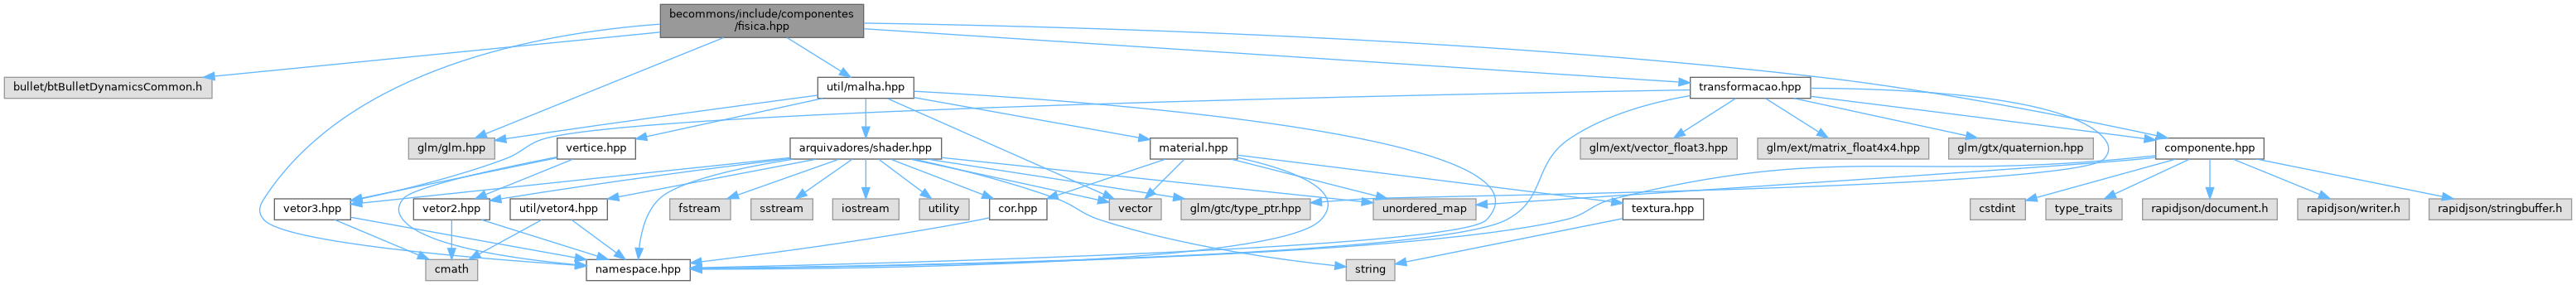 becommons/include/componentes
/fisica.hpp
bullet/btBulletDynamicsCommon.h
util/malha.hpp
transformacao.hpp
glm/glm.hpp
vertice.hpp
arquivadores/shader.hpp
material.hpp
glm/ext/vector_float3.hpp
glm/ext/matrix_float4x4.hpp
glm/gtx/quaternion.hpp
componente.hpp
vetor3.hpp
vetor2.hpp
util/vetor4.hpp
fstream
sstream
iostream
utility
cor.hpp
vector
glm/gtc/type_ptr.hpp
unordered_map
textura.hpp
cstdint
type_traits
rapidjson/document.h
rapidjson/writer.h
rapidjson/stringbuffer.h
cmath
namespace.hpp
string